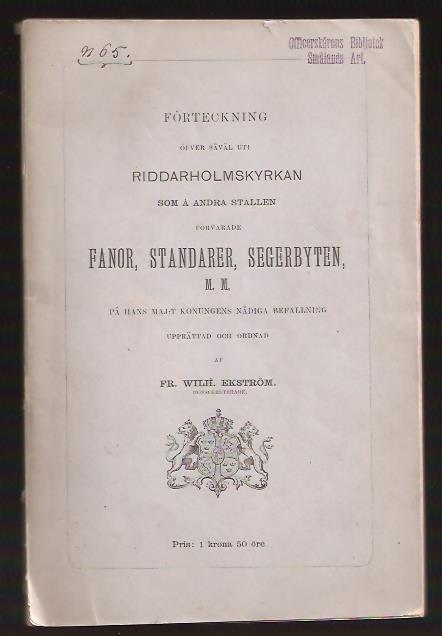 n 65.
Officerskårens Bibliotek
Smålands Art.
FÖRTECKNING
ÖFVER SÅVÄL UTI
RIDDARHOLMSKYRKAN
SOM Å ANDRA STÄLLEN
FÖRVARADE
FANOR, STANDARER, SEGERBYTEN,
M. M.
PÅ HANS MAJ:T KONUNGENS NÅDIGA BEFALLNING
UPPRÄTTAD OCH ORDNAD
AF
FR. WILH. EKSTRÖM.
HOFSEKRETERARE.
Pris: 1 krona 50 öre